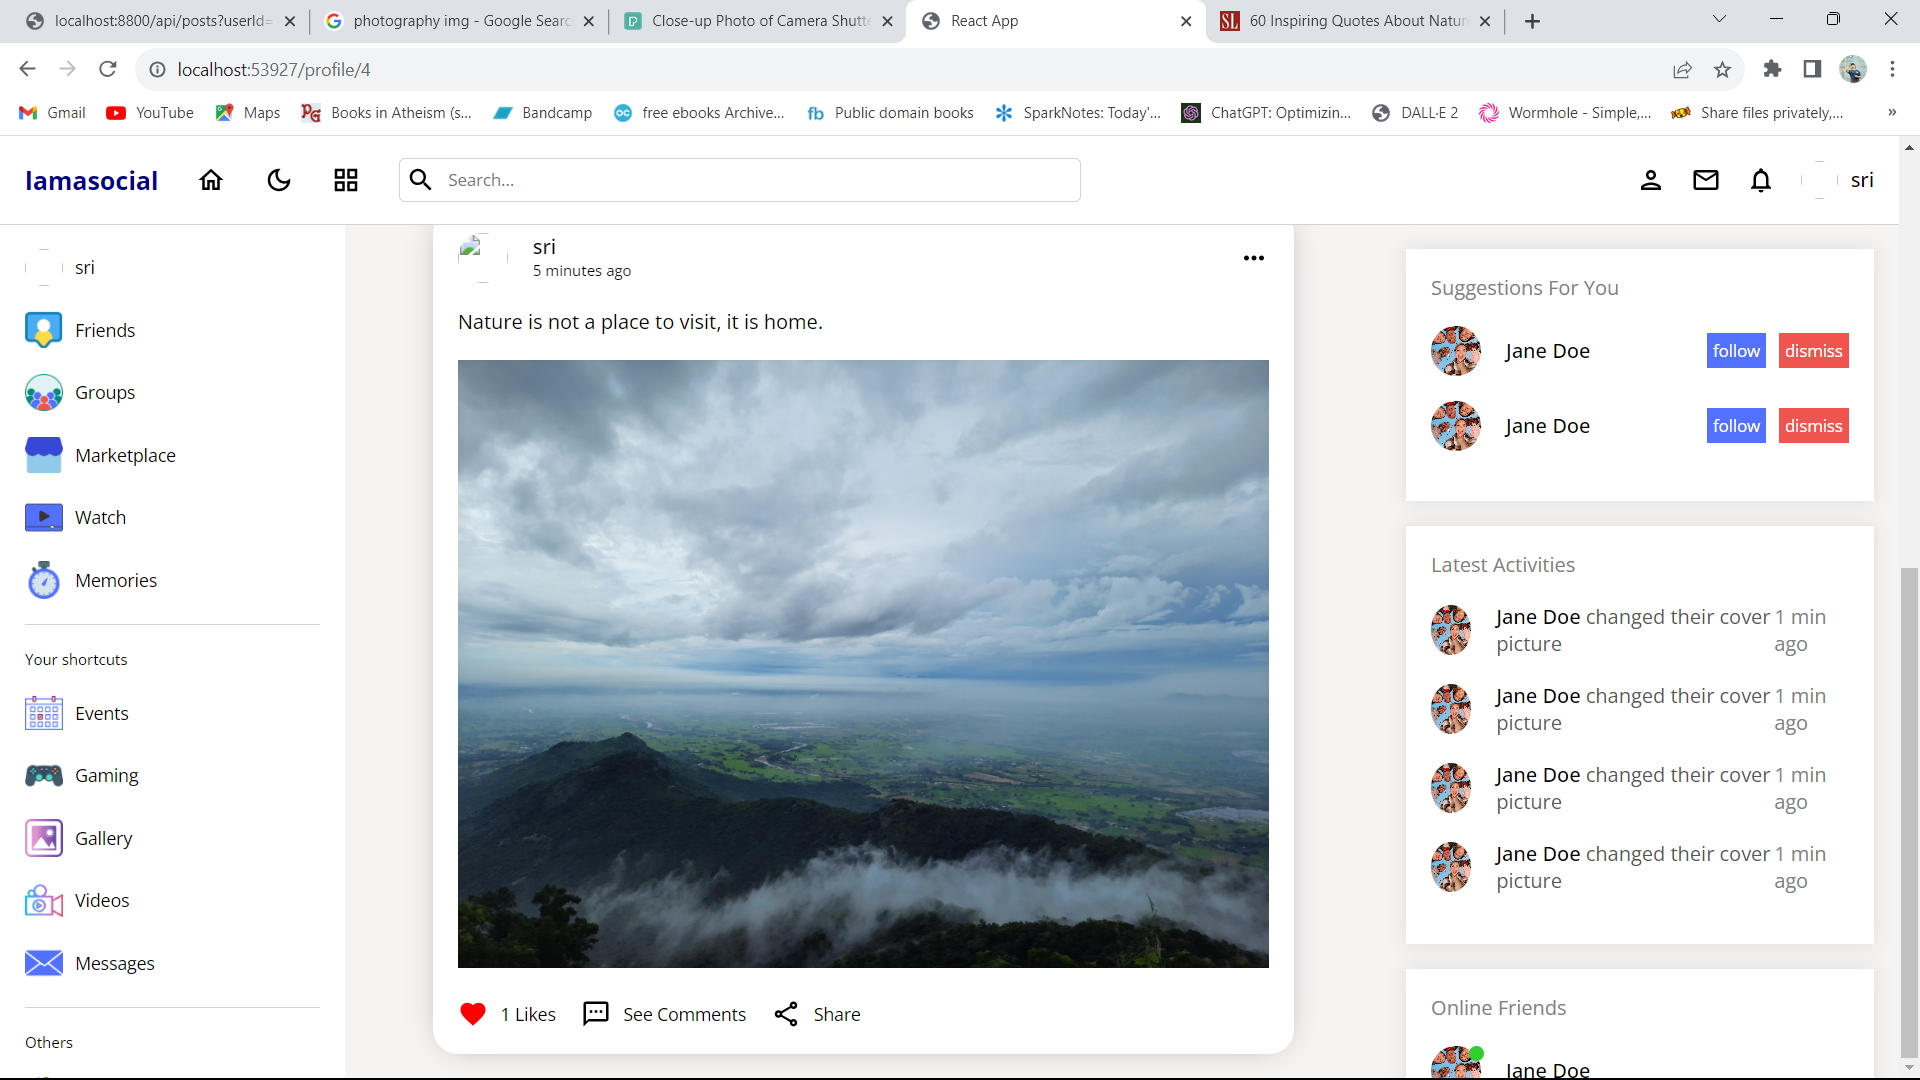 localhost:8800/api/posts?userId=
photography img - Google Searc
Close-up Photo of Camera Shutte
React App
60 Inspiring Quotes About Natur
localhost:53927/profile/4
Gmail
YouTube
Maps
Books in Atheism (s...
Bandcamp
free ebooks Archive...
Public domain books
SparkNotes: Today'...
ChatGPT: Optimizin...
DALL·E 2
Wormhole - Simple,...
Share files privately,...
»
lamasocial
Search...
sri
sri
Friends
Groups
Marketplace
Watch
Memories
Your shortcuts
Events
Gaming
Gallery
Videos
Messages
Others
sri
5 minutes ago
Nature is not a place to visit, it is home.
1 Likes
See Comments
Share
Suggestions For You
Jane Doe
follow
dismiss
Jane Doe
follow
dismiss
Latest Activities
Jane Doe changed their cover 1 min
picture ago
Jane Doe changed their cover 1 min
picture ago
Jane Doe changed their cover 1 min
picture ago
Jane Doe changed their cover 1 min
picture ago
Online Friends
Jane Doe